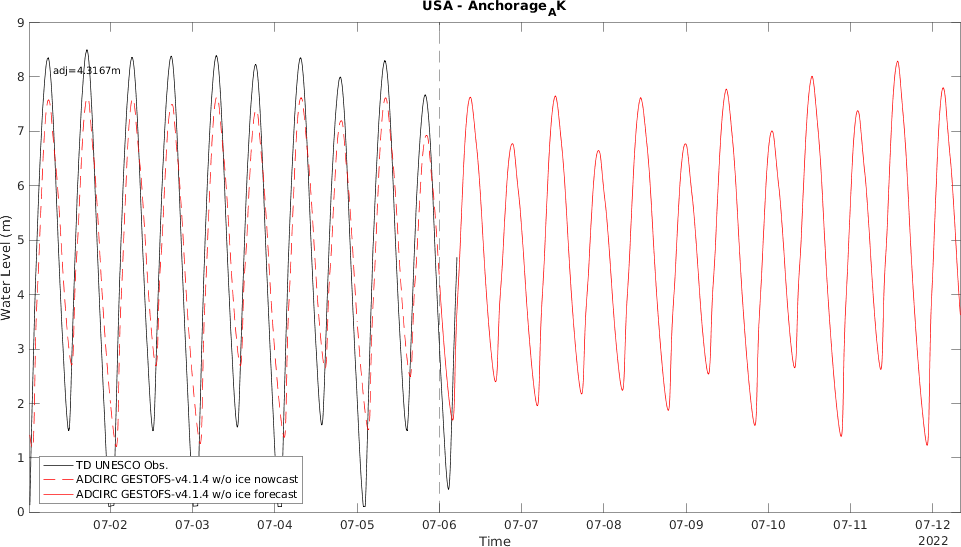 USA - Anchorage_AK
9
8
7
6
5
4
3
2
1
0
Water Level (m)
adj=4.3167m
TD UNESCO Obs.
ADCIRC GESTOFS-v4.1.4 w/o ice nowcast
ADCIRC GESTOFS-v4.1.4 w/o ice forecast
07-02 07-03 07-04 07-05 07-06 07-07 07-08 07-09 07-10 07-11 07-12
Time
2022